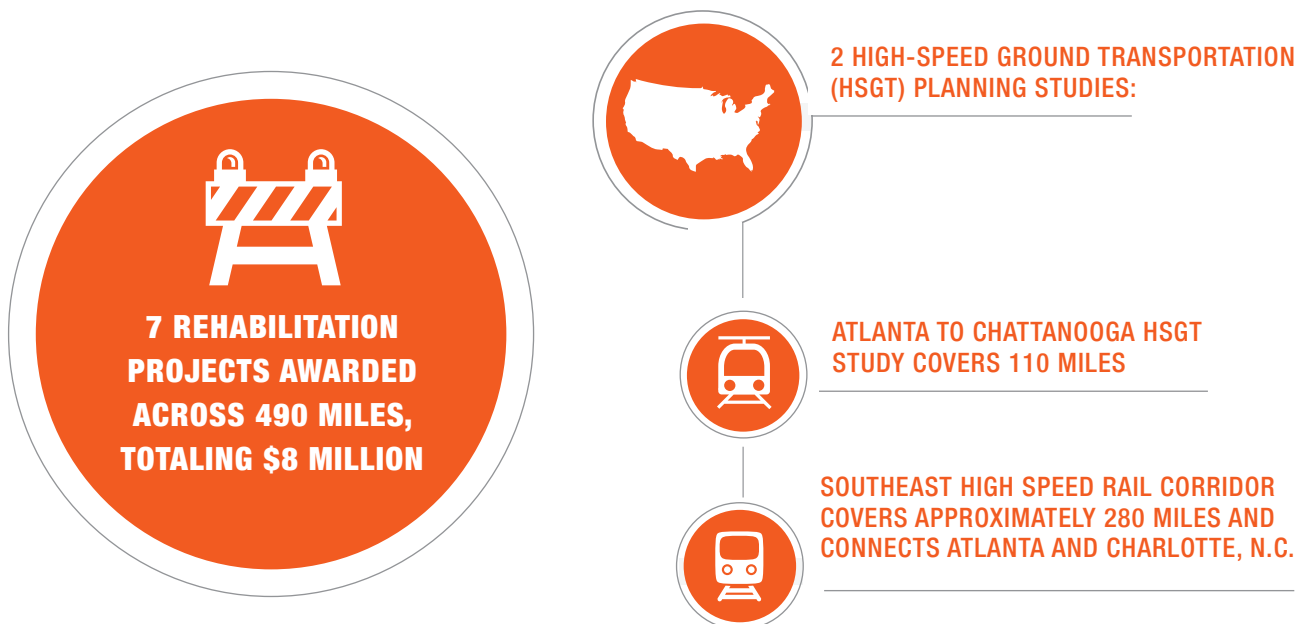 7 REHABILITATION
PROJECTS AWARDED
ACROSS 490 MILES,
TOTALING $8 MILLION
2 HIGH-SPEED GROUND TRANSPORTATION
(HSGT) PLANNING STUDIES:
ATLANTA TO CHATTANOOGA HSGT
STUDY COVERS 110 MILES
SOUTHEAST HIGH SPEED RAIL CORRIDOR
COVERS APPROXIMATELY 280 MILES AND
CONNECTS ATLANTA AND CHARLOTTE, N.C.